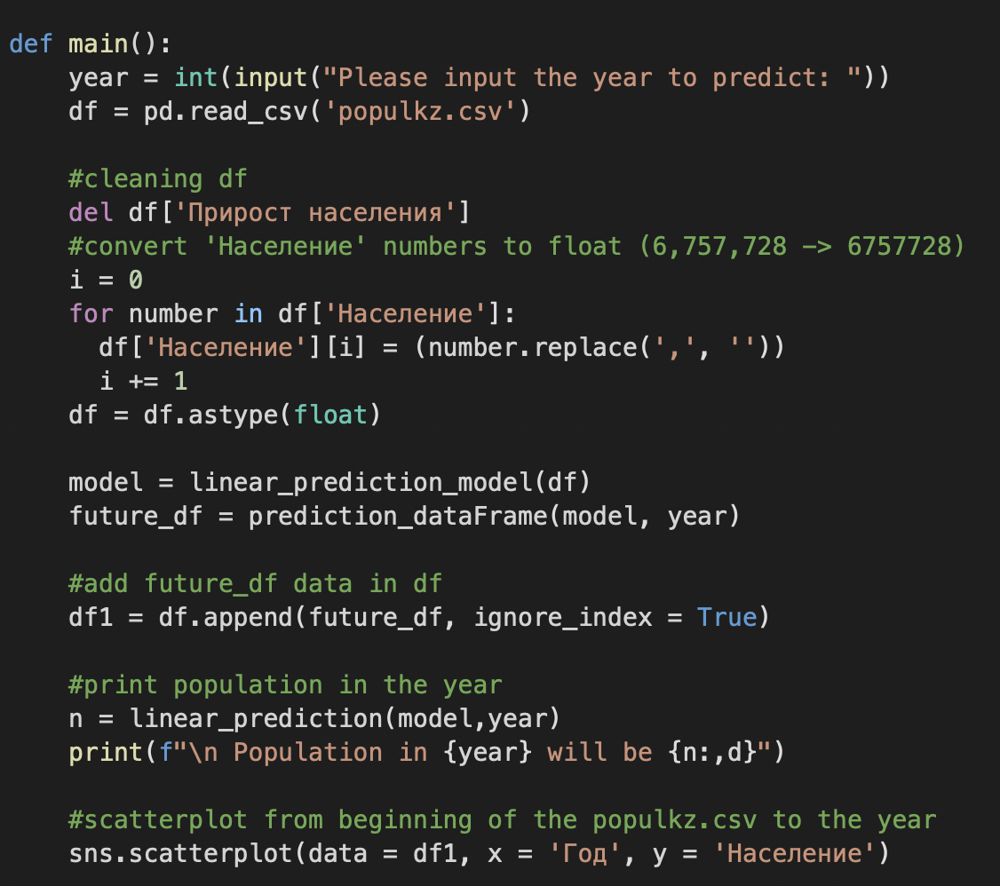 def main():
    year = int(input("Please input the year to predict: "))
    df = pd.read_csv('populkz.csv')

    #cleaning df
    del df['Прирост населения']
    #convert 'Население' numbers to float (6,757,728 -> 6757728)
    i = 0
    for number in df['Население']:
      df['Население'][i] = (number.replace(',', ''))
      i += 1
    df = df.astype(float)

    model = linear_prediction_model(df)
    future_df = prediction_dataFrame(model, year)

    #add future_df data in df
    df1 = df.append(future_df, ignore_index = True)

    #print population in the year
    n = linear_prediction(model,year)
    print(f"\n Population in {year} will be {n:,d}")

    #scatterplot from beginning of the populkz.csv to the year
    sns.scatterplot(data = df1, x = 'Год', y = 'Население')